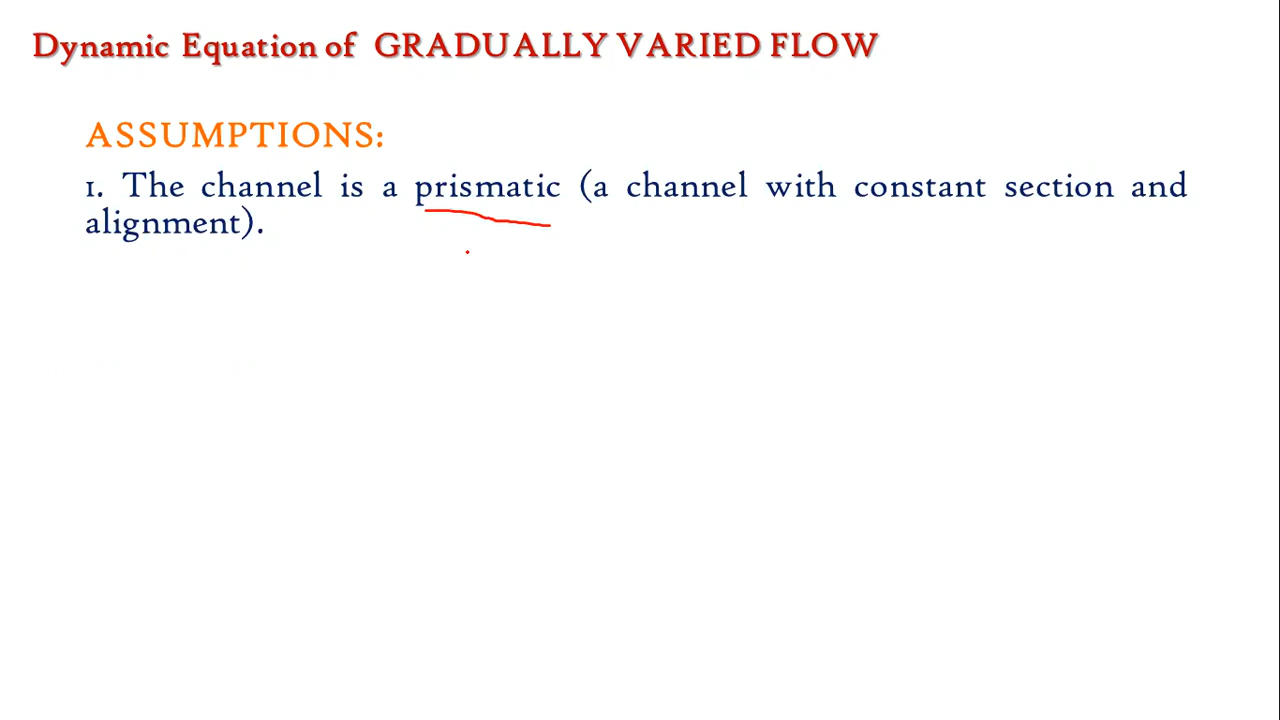 Dynamic Equation of GRADUALLY VARIED FLOW
ASSUMPTIONS:
1. The channel is a prismatic (a channel with constant section and
alignment).